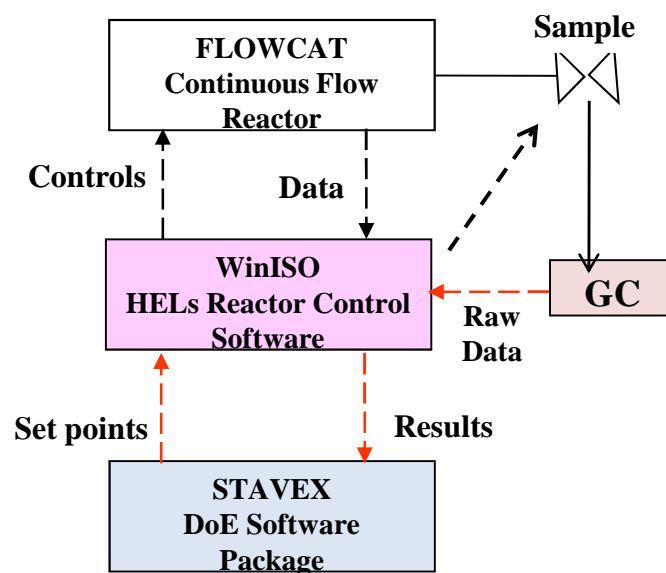 FLOWCAT
Continuous Flow
Reactor
Sample
Controls
Data
WinISO
HELs Reactor Control
Software
GC
Raw
Data
Set points
Results
STAVEX
DoE Software
Package